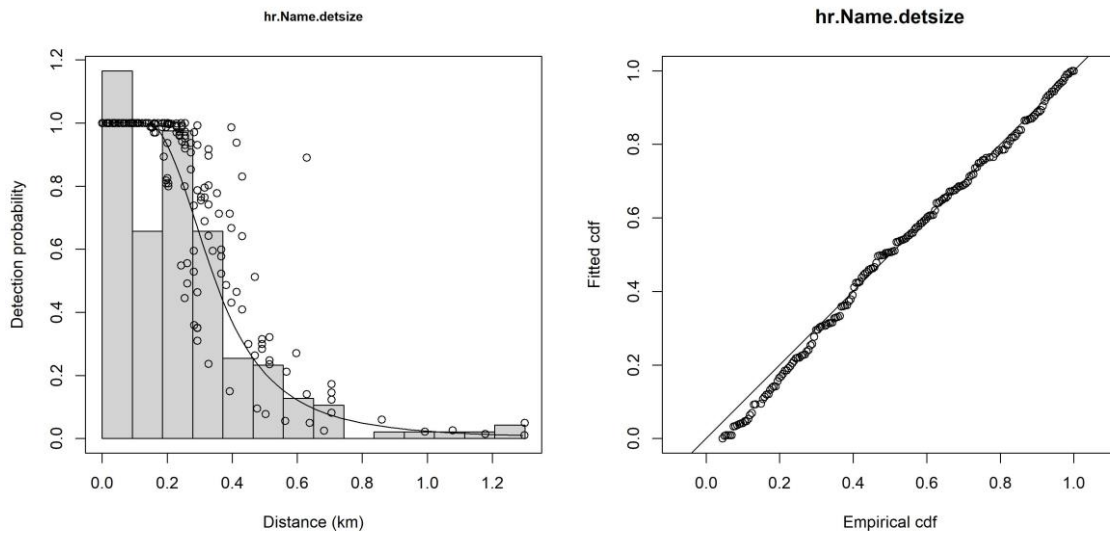 hr.Name.detsize
Detection probability
1.2
1.0
0.8
0.6
0.4
0.2
0.0
0.0 0.2 0.4 0.6 0.8 1.0 1.2
Distance (km)
hr.Name.detsize
Fitted cdf
1.0
0.8
0.6
0.4
0.2
0.0
0.0 0.2 0.4 0.6 0.8 1.0
Empirical cdf